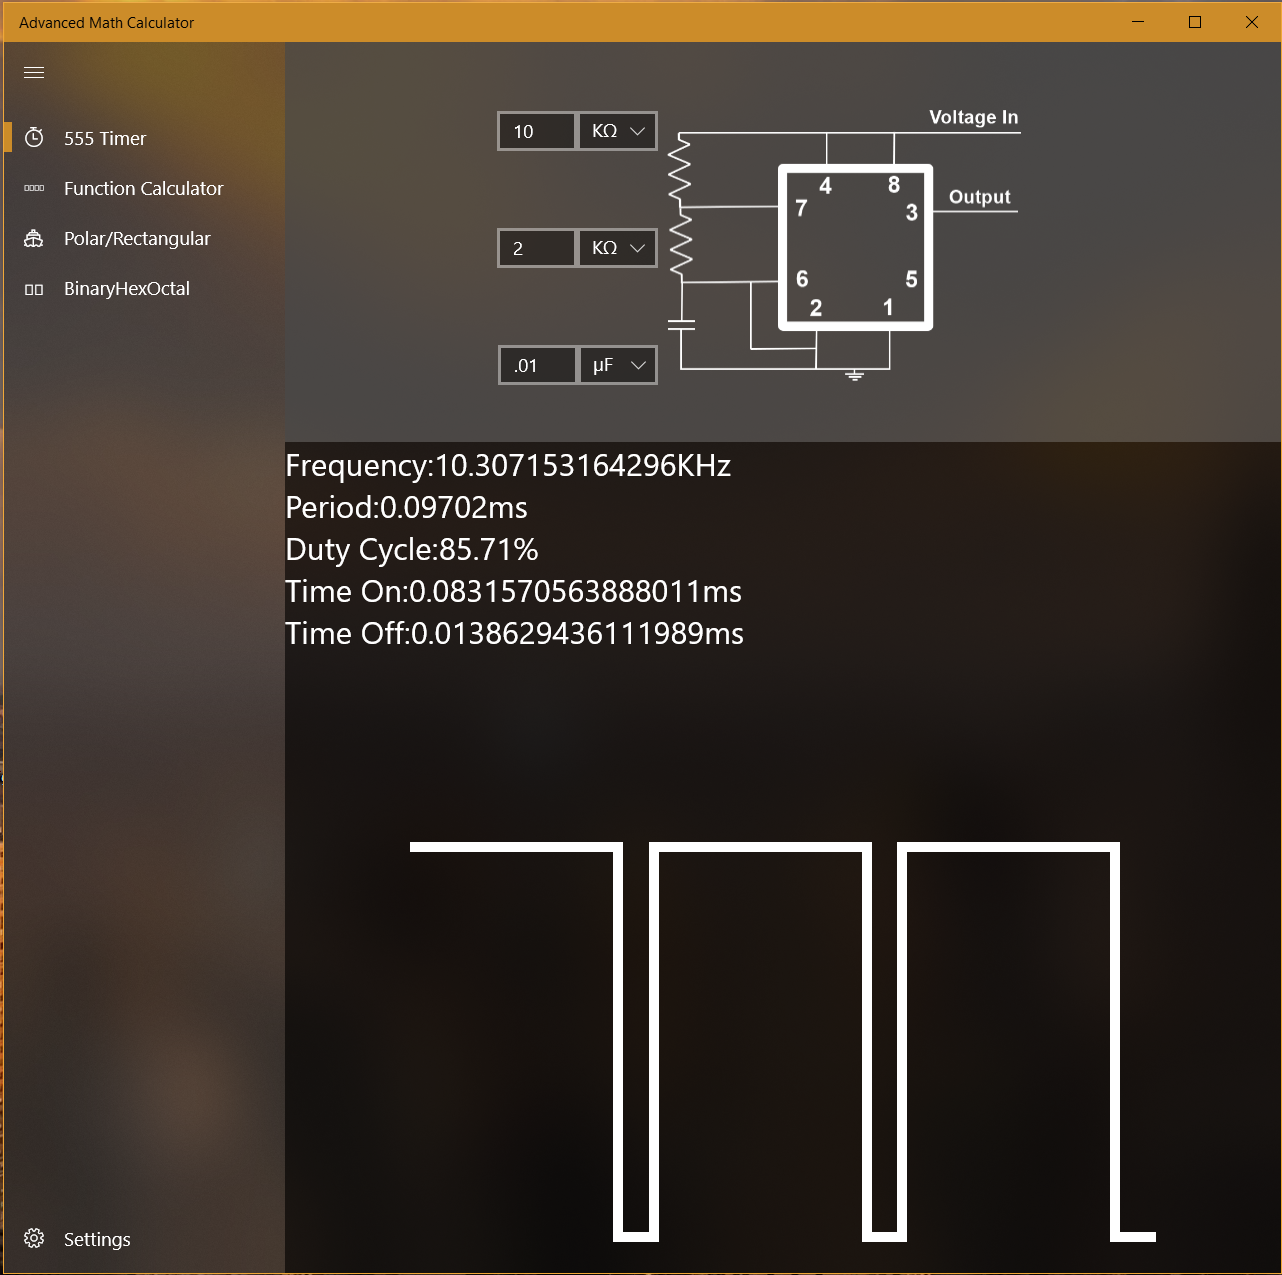 Advanced Math Calculator
555 Timer
Function Calculator
Polar/Rectangular
BinaryHexOctal
Settings
10 KΩ
2 KΩ
.01 µF
Voltage In
Output
4 8
7 3
6 5
2 1
Frequency:10.307153164296KHz
Period:0.09702ms
Duty Cycle:85.71%
Time On:0.0831570563888011ms
Time Off:0.0138629436111989ms